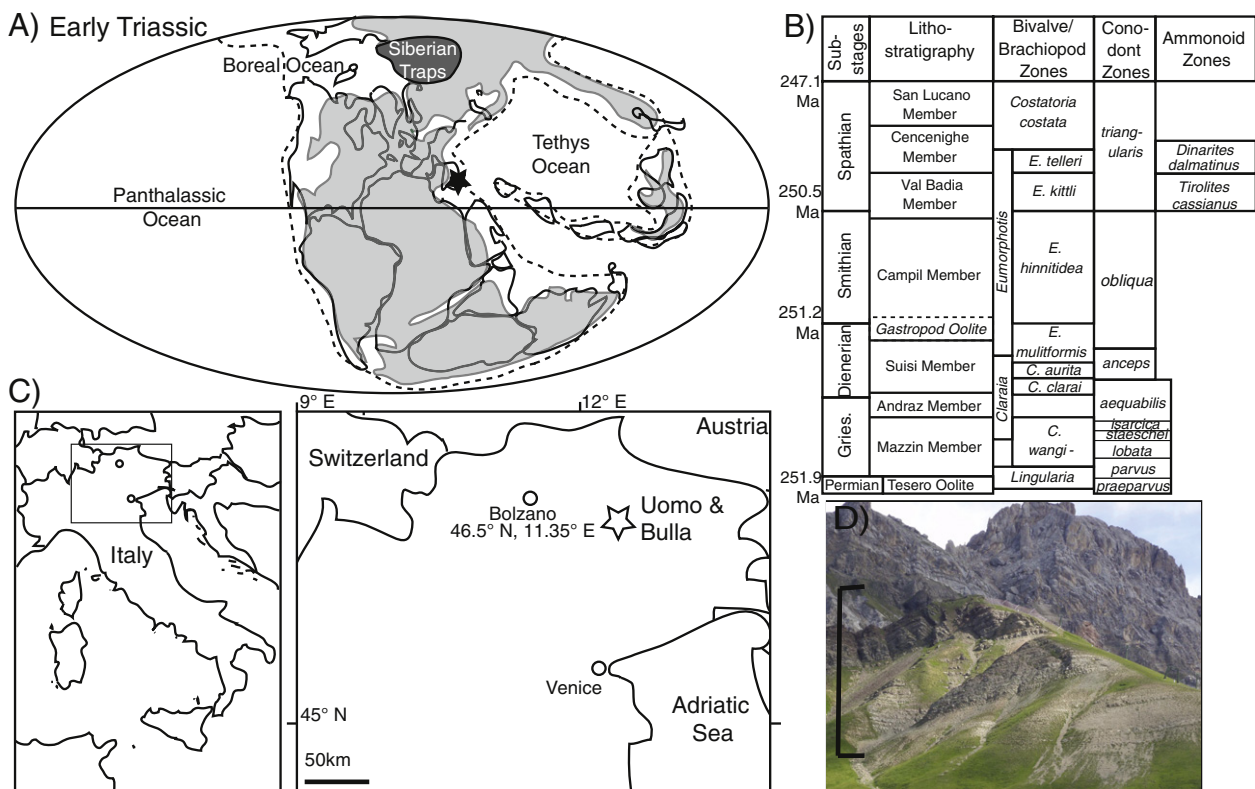 A) Early Triassic
Siberian
Traps
Boreal Ocean
Tethys
Ocean
Panthalassic
Ocean
B)
Sub-
stages
Litho-
stratigraphy
Bivalve/
Brachiopod
Zones
Cono-
dont
Zones
Ammonoid
Zones
247.1
Ma
250.5
Ma
251.2
Ma
251.9
Ma
Spathian
Smithian
Dienerian
Gries.
Permian
San Lucano
Member
Cencenighe
Member
Val Badia
Member
Campil Member
Gastropod Oolite
Suisi Member
Andraz Member
Mazzin Member
Tesero Oolite
Costatoria
costata
Eumorphotis
E. telleri
E. kittli
E.
hinnitidea
E.
mulitformis
Claraia
C. aurita
C. clarai
C.
wangi -
Lingularia
triang-
ularis
obliqua
anceps
aequabilis
isarcica
staeschei
lobata
parvus
praeparvus
Dinarites
dalmatinus
Tirolites
cassianus
C)
Italy
9° E
12° E
Austria
Switzerland
Bolzano
46.5° N, 11.35° E
Uomo &
Bulla
Venice
Adriatic
Sea
45° N
50km
D)